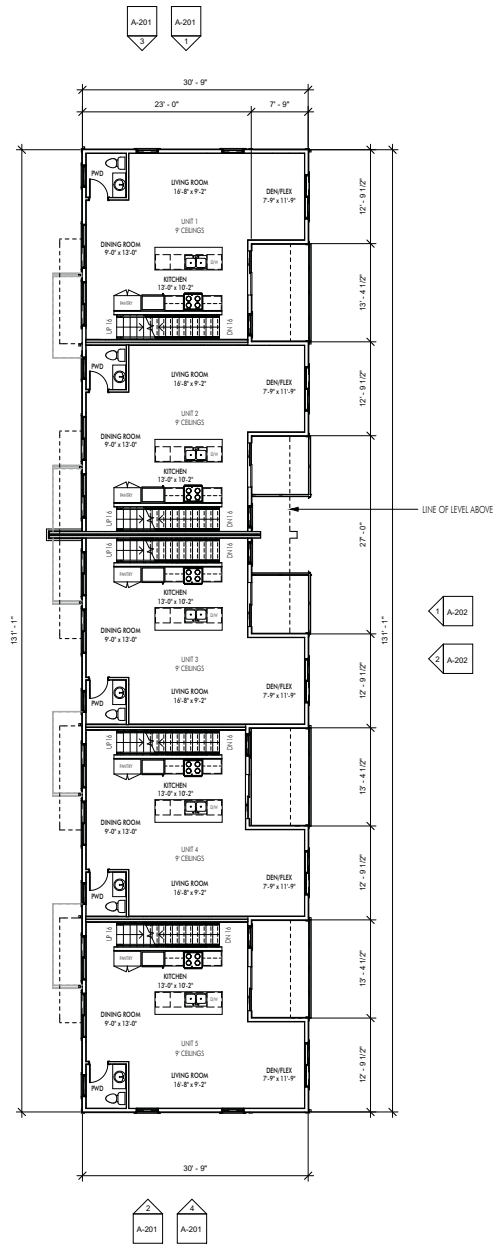 A-201
A-201
3
1
30' - 9"
23' - 0"
7' - 9"
PWD
LIVING ROOM
16'-8" x 9'-2"
DEN/FLEX
7'-9" x 11'-9"
12' - 9 1/2"
UNIT 1
9' CEILINGS
DINING ROOM
9'-0" x 13'-0"
D/W
KITCHEN
13'-0" x 10'-2"
PANTRY
UP 16
DN 16
13' - 4 1/2"
PWD
LIVING ROOM
16'-8" x 9'-2"
DEN/FLEX
7'-9" x 11'-9"
12' - 9 1/2"
UNIT 2
9' CEILINGS
DINING ROOM
9'-0" x 13'-0"
D/W
KITCHEN
13'-0" x 10'-2"
PANTRY
UP 16
DN 16
LINE OF LEVEL ABOVE
27' - 0"
UP 16
DN 16
PANTRY
KITCHEN
13'-0" x 10'-2"
D/W
DINING ROOM
9'-0" x 13'-0"
131' - 1"
131' - 1"
1
A-202
2
A-202
UNIT 3
9' CEILINGS
PWD
LIVING ROOM
16'-8" x 9'-2"
DEN/FLEX
7'-9" x 11'-9"
12' - 9 1/2"
UP 16
DN 16
PANTRY
KITCHEN
13'-0" x 10'-2"
13' - 4 1/2"
D/W
DINING ROOM
9'-0" x 13'-0"
UNIT 4
9' CEILINGS
PWD
LIVING ROOM
16'-8" x 9'-2"
DEN/FLEX
7'-9" x 11'-9"
12' - 9 1/2"
UP 16
DN 16
PANTRY
KITCHEN
13'-0" x 10'-2"
13' - 4 1/2"
D/W
DINING ROOM
9'-0" x 13'-0"
UNIT 5
9' CEILINGS
PWD
LIVING ROOM
16'-8" x 9'-2"
DEN/FLEX
7'-9" x 11'-9"
12' - 9 1/2"
30' - 9"
2
4
A-201
A-201